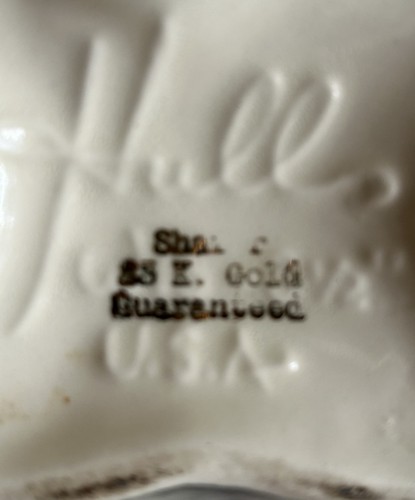 Hull,
23 K. Gold
Guaranteed
U.S.A.